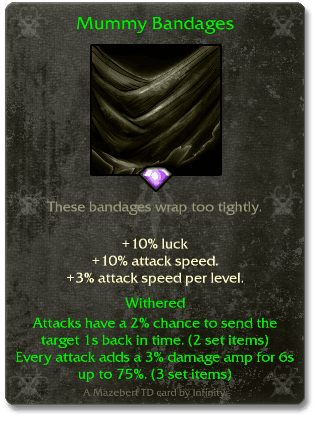 Mummy Bandages
These bandages wrap too tightly.
+10% luck
+10% attack speed.
+3% attack speed per level.
Withered
Attacks have a 2% chance to send the
target 1s back in time. (2 set items)
Every attack adds a 3% damage amp for 6s
up to 75%. (3 set items)
A Mazebert TD card by Infinity